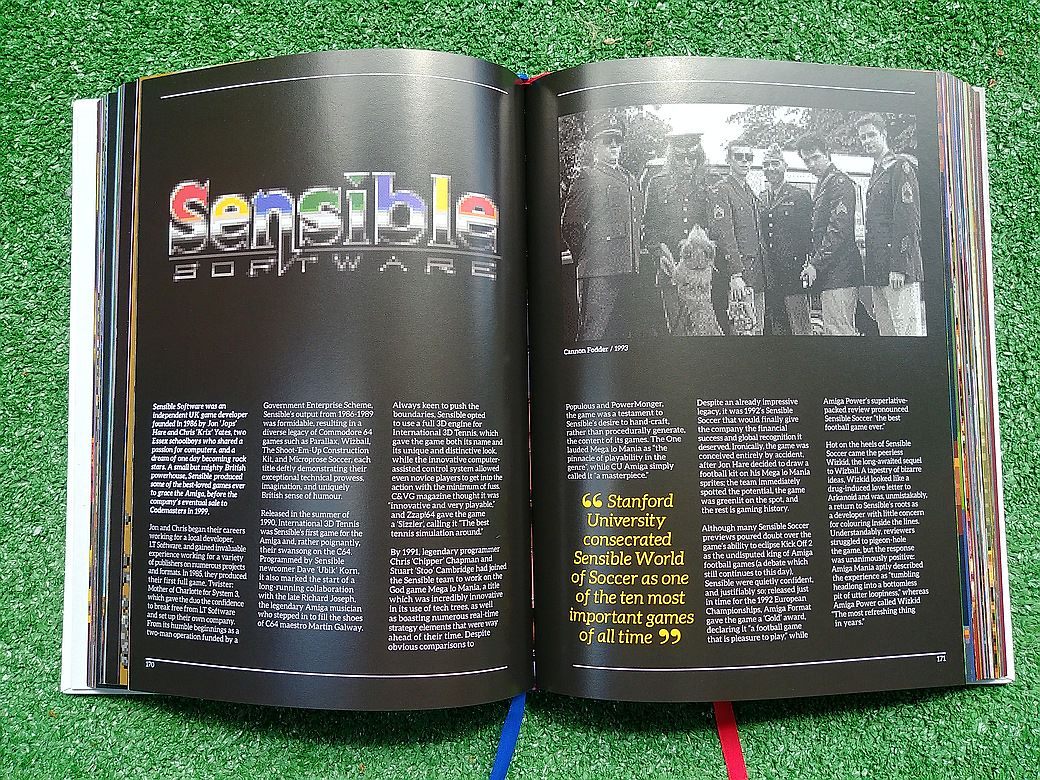 Sensible
SOFTWARE
Sensible Software was an
independent UK game developer
founded in 1986 by Jon 'Jops'
Hare and Chris 'Kriz' Yates, two
Essex schoolboys who shared a
passion for computers, and a
dream of one day becoming rock
stars. A small but mighty British
powerhouse, Sensible produced
some of the best-loved games ever
to grace the Amiga, before the
company's eventual sale to
Codemasters in 1999.
Jon and Chris began their careers
working for a local developer,
LT Software, and gained invaluable
experience working for a variety
of publishers on numerous projects
and formats. In 1985, they produced
their first full game, Twister:
Mother of Charlotte for System 3,
which gave the duo the confidence
to break free from LT Software
and set up their own company.
From its humble beginnings as a
two-man operation funded by a
170
Government Enterprise Scheme,
Sensible's output from 1986-1989
was formidable, resulting in a
diverse legacy of Commodore 64
games such as Parallax, Wizball,
The Shoot-'Em-Up Construction
Kit, and Microprose Soccer; each
title deftly demonstrating their
exceptional technical prowess,
imagination, and uniquely
British sense of humour.
Released in the summer of
1990, International 3D Tennis
was Sensible's first game for the
Amiga and, rather poignantly,
their swansong on the C64.
Programmed by Sensible
newcomer Dave 'Ubik' Korn,
it also marked the start of a
long-running collaboration
with the late Richard Joseph,
the legendary Amiga musician
who stepped in to fill the shoes
of C64 maestro Martin Galway.
Always keen to push the
boundaries, Sensible opted
to use a full 3D engine for
International 3D Tennis, which
gave the game both its name and
its unique and distinctive look,
while the innovative computer-
assisted control system allowed
even novice players to get into the
action with the minimum of fuss.
C&VG magazine thought it was
"Innovative and very playable,"
and Zzap!64 gave the game
a 'Sizzler', calling it "The best
tennis simulation around."
By 1991, legendary programmer
Chris 'Chipper' Chapman and
Stuart 'Stoo' Cambridge had joined
the Sensible team to work on the
God game Mega lo Mania, a title
which was incredibly innovative
in its use of tech trees, as well
as boasting numerous real-time
strategy elements that were way
ahead of their time. Despite
obvious comparisons to
Cannon Fodder / 1993
Populous and PowerMonger,
the game was a testament to
Sensible's desire to hand-craft,
rather than procedurally generate,
the content of its games. The One
lauded Mega lo Mania as "the
pinnacle of playability in the
genre", while CU Amiga simply
called it "a masterpiece."
“ Stanford
University
consecrated
Sensible World
of Soccer as one
of the ten most
important games
of all time ”
Despite an already impressive
legacy, it was 1992's Sensible
Soccer that would finally give
the company the financial
success and global recognition it
deserved. Ironically, the game was
conceived entirely by accident,
after Jon Hare decided to draw a
football kit on his Mega lo Mania
sprites; the team immediately
spotted the potential, the game
was greenlit on the spot, and
the rest is gaming history.
Although many Sensible Soccer
previews poured doubt over the
game's ability to eclipse Kick Off 2
as the undisputed king of Amiga
football games (a debate which
still continues to this day),
Sensible were quietly confident,
and justifiably so: released just
in time for the 1992 European
Championships, Amiga Format
gave the game a 'Gold' award,
declaring it "a football game
that is pleasure to play," while
Amiga Power's superlative-
packed review pronounced
Sensible Soccer "the best
football game ever."
Hot on the heels of Sensible
Soccer came the peerless
Wizkid, the long-awaited sequel
to Wizball. A tapestry of bizarre
ideas, Wizkid looked like a
drug-induced love letter to
Arkanoid and was, unmistakably,
a return to Sensible's roots as
a developer with little concern
for colouring inside the lines.
Understandably, reviewers
struggled to pigeon-hole
the game, but the response
was unanimously positive:
Amiga Mania aptly described
the experience as "tumbling
headlong into a bottomless
pit of utter loopiness," whereas
Amiga Power called Wizkid
"The most refreshing thing
in years."
171